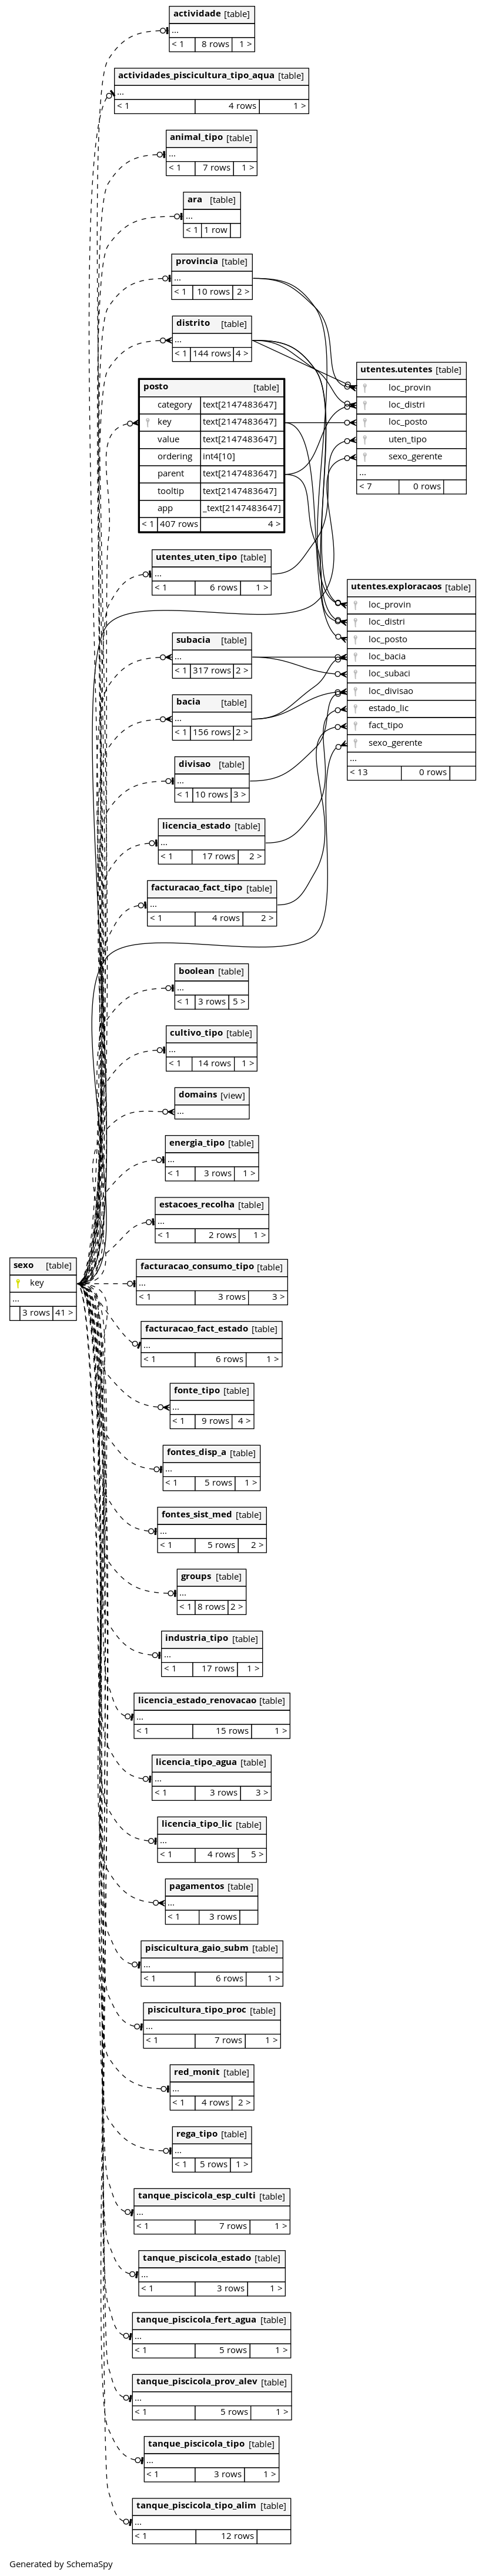 actividade [table]
...
< 1 8 rows 1 >
actividades_piscicultura_tipo_aqua [table]
...
< 1 4 rows 1 >
animal_tipo [table]
...
< 1 7 rows 1 >
ara [table]
...
< 1 1 row
provincia [table]
...
< 1 10 rows 2 >
distrito [table]
...
< 1 144 rows 4 >
posto [table]
category text[2147483647]
key text[2147483647]
value text[2147483647]
ordering int4[10]
parent text[2147483647]
tooltip text[2147483647]
app _text[2147483647]
< 1 407 rows 4 >
utentes.utentes [table]
loc_provin
loc_distri
loc_posto
uten_tipo
sexo_gerente
...
< 7 0 rows
utentes_uten_tipo [table]
...
< 1 6 rows 1 >
utentes.exploracaos [table]
loc_provin
loc_distri
loc_posto
loc_bacia
loc_subaci
loc_divisao
estado_lic
fact_tipo
sexo_gerente
...
< 13 0 rows
subacia [table]
...
< 1 317 rows 2 >
bacia [table]
...
< 1 156 rows 2 >
divisao [table]
...
< 1 10 rows 3 >
licencia_estado [table]
...
< 1 17 rows 2 >
facturacao_fact_tipo [table]
...
< 1 4 rows 2 >
boolean [table]
...
< 1 3 rows 5 >
cultivo_tipo [table]
...
< 1 14 rows 1 >
domains [view]
...
energia_tipo [table]
...
< 1 3 rows 1 >
estacoes_recolha [table]
...
< 1 2 rows 1 >
sexo [table]
key
...
3 rows 41 >
facturacao_consumo_tipo [table]
...
< 1 3 rows 3 >
facturacao_fact_estado [table]
...
< 1 6 rows 1 >
fonte_tipo [table]
...
< 1 9 rows 4 >
fontes_disp_a [table]
...
< 1 5 rows 1 >
fontes_sist_med [table]
...
< 1 5 rows 2 >
groups [table]
...
< 1 8 rows 2 >
industria_tipo [table]
...
< 1 17 rows 1 >
licencia_estado_renovacao [table]
...
< 1 15 rows 1 >
licencia_tipo_agua [table]
...
< 1 3 rows 3 >
licencia_tipo_lic [table]
...
< 1 4 rows 5 >
pagamentos [table]
...
< 1 3 rows
piscicultura_gaio_subm [table]
...
< 1 6 rows 1 >
piscicultura_tipo_proc [table]
...
< 1 7 rows 1 >
red_monit [table]
...
< 1 4 rows 2 >
rega_tipo [table]
...
< 1 5 rows 1 >
tanque_piscicola_esp_culti [table]
...
< 1 7 rows 1 >
tanque_piscicola_estado [table]
...
< 1 3 rows 1 >
tanque_piscicola_fert_agua [table]
...
< 1 5 rows 1 >
tanque_piscicola_prov_alev [table]
...
< 1 5 rows 1 >
tanque_piscicola_tipo [table]
...
< 1 3 rows 1 >
tanque_piscicola_tipo_alim [table]
...
< 1 12 rows
Generated by SchemaSpy